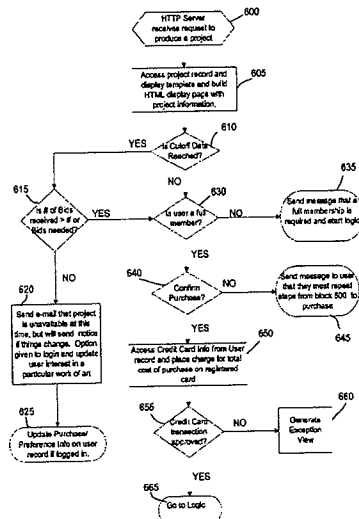 600
HTTP Server
receives request to
produce a project
605
Access project record and
display template and build
HTML display page with
project information.
610
Is Cutoff Date
Reached?
YES
NO
615
Is # of Bids
received > # of
Bids needed?
YES
NO
630
Is user a full
member?
NO
YES
635
Send message that a
full membership is
required and start logic
640
Confirm
Purchase?
NO
YES
Send message to user
that they most repeat
steps from block 500 to
purchase
645
620
Send e-mail that project
is unavailable at this
time, but will send notice
if things change. Option
given to login and update
user interest in a
particular work of art
625
Update Purchase/
Preference Info on user
record if logged in.
650
Access Credit Card Info from User
record and place charge for total
cost of purchase on registered
card
655
Credit Card
transaction
approved?
NO
YES
660
Generate
Exception
View
665
Go to Logic